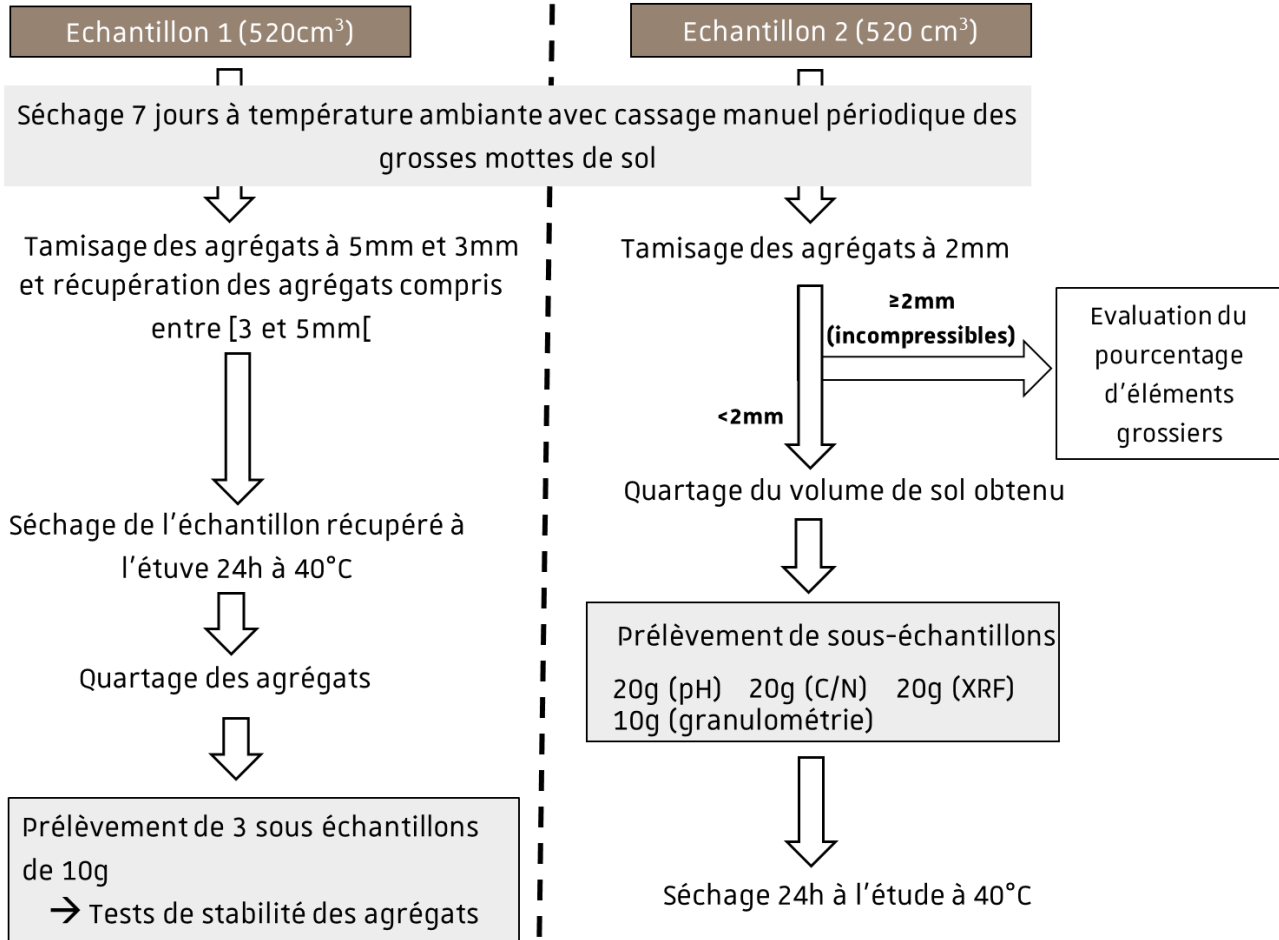 Echantillon 1 (520cm³)
Echantillon 2 (520 cm³)
Séchage 7 jours à température ambiante avec cassage manuel périodique des
grosses mottes de sol
Tamisage des agrégats à 5mm et 3mm
et récupération des agrégats compris
entre [3 et 5mm[
Séchage de l'échantillon récupéré à
l'étuve 24h à 40°C
Quartage des agrégats
Prélèvement de 3 sous échantillons
de 10g
→ Tests de stabilité des agrégats
Tamisage des agrégats à 2mm
≥2mm
(incompressibles)
Evaluation du
pourcentage
d'éléments
grossiers
<2mm
Quartage du volume de sol obtenu
Prélèvement de sous-échantillons
20g (pH) 20g (C/N) 20g (XRF)
10g (granulométrie)
Séchage 24h à l'étude à 40°C